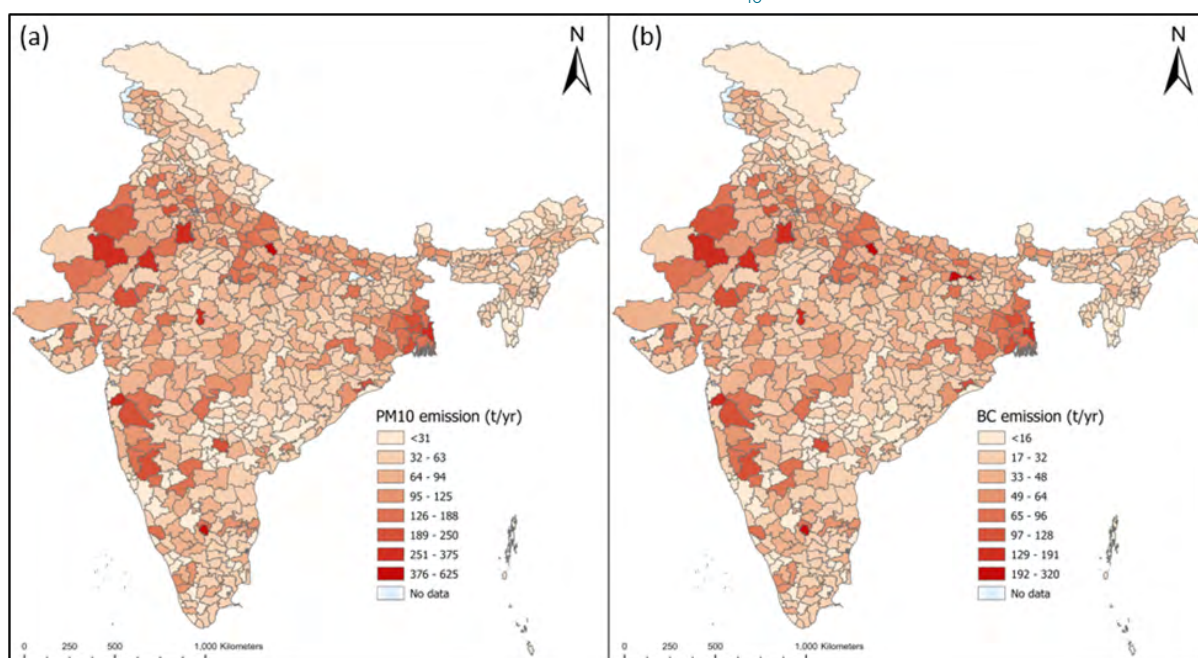 10
(a)
N
PM10 emission (t/yr)
<31
32 - 63
64 - 94
95 - 125
126 - 188
189 - 250
251 - 375
376 - 625
No data
0 250 500 1,000 Kilometers
(b)
N
BC emission (t/yr)
<16
17 - 32
33 - 48
49 - 64
65 - 96
97 - 128
129 - 191
192 - 320
No data
0 250 500 1,000 Kilometers